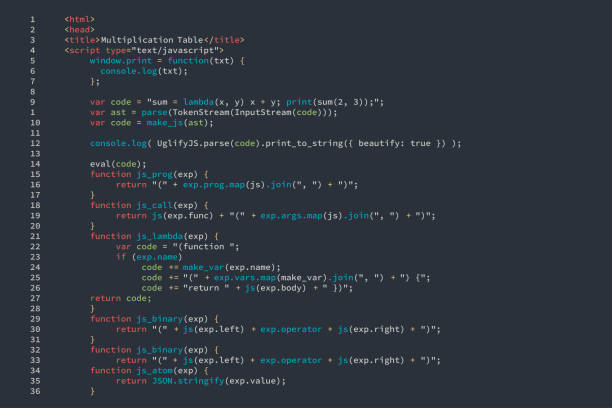 1 <html>
2 <head>
3 <title>Multiplication Table</title>
4 <script type="text/javascript">
5 window.print = function(txt) {
6 console.log(txt);
7 };
8
9 var code = "sum = lambda(x, y) x + y; print(sum(2, 3));";
1 var ast = parse(TokenStream(InputStream(code)));
10 var code = make_js(ast);
11
12 console.log( UglifyJS.parse(code).print_to_string({ beautify: true }) );
13
14 eval(code);
15 function js_prog(exp) {
16 return "(" + exp.prog.map(js).join(", ") + ")";
17 }
18 function js_call(exp) {
19 return js(exp.func) + "(" + exp.args.map(js).join(", ") + ")";
20 }
21 function js_lambda(exp) {
22 var code = "(function ";
23 if (exp.name)
24 code += make_var(exp.name);
25 code += "(" + exp.vars.map(make_var).join(", ") + ") {";
26 code += "return " + js(exp.body) + " })";
27 return code;
28 }
29 function js_binary(exp) {
30 return "(" + js(exp.left) + exp.operator + js(exp.right) + ")";
31 }
32 function js_binary(exp) {
33 return "(" + js(exp.left) + exp.operator + js(exp.right) + ")";
34 function js_atom(exp) {
35 return JSON.stringify(exp.value);
36 }